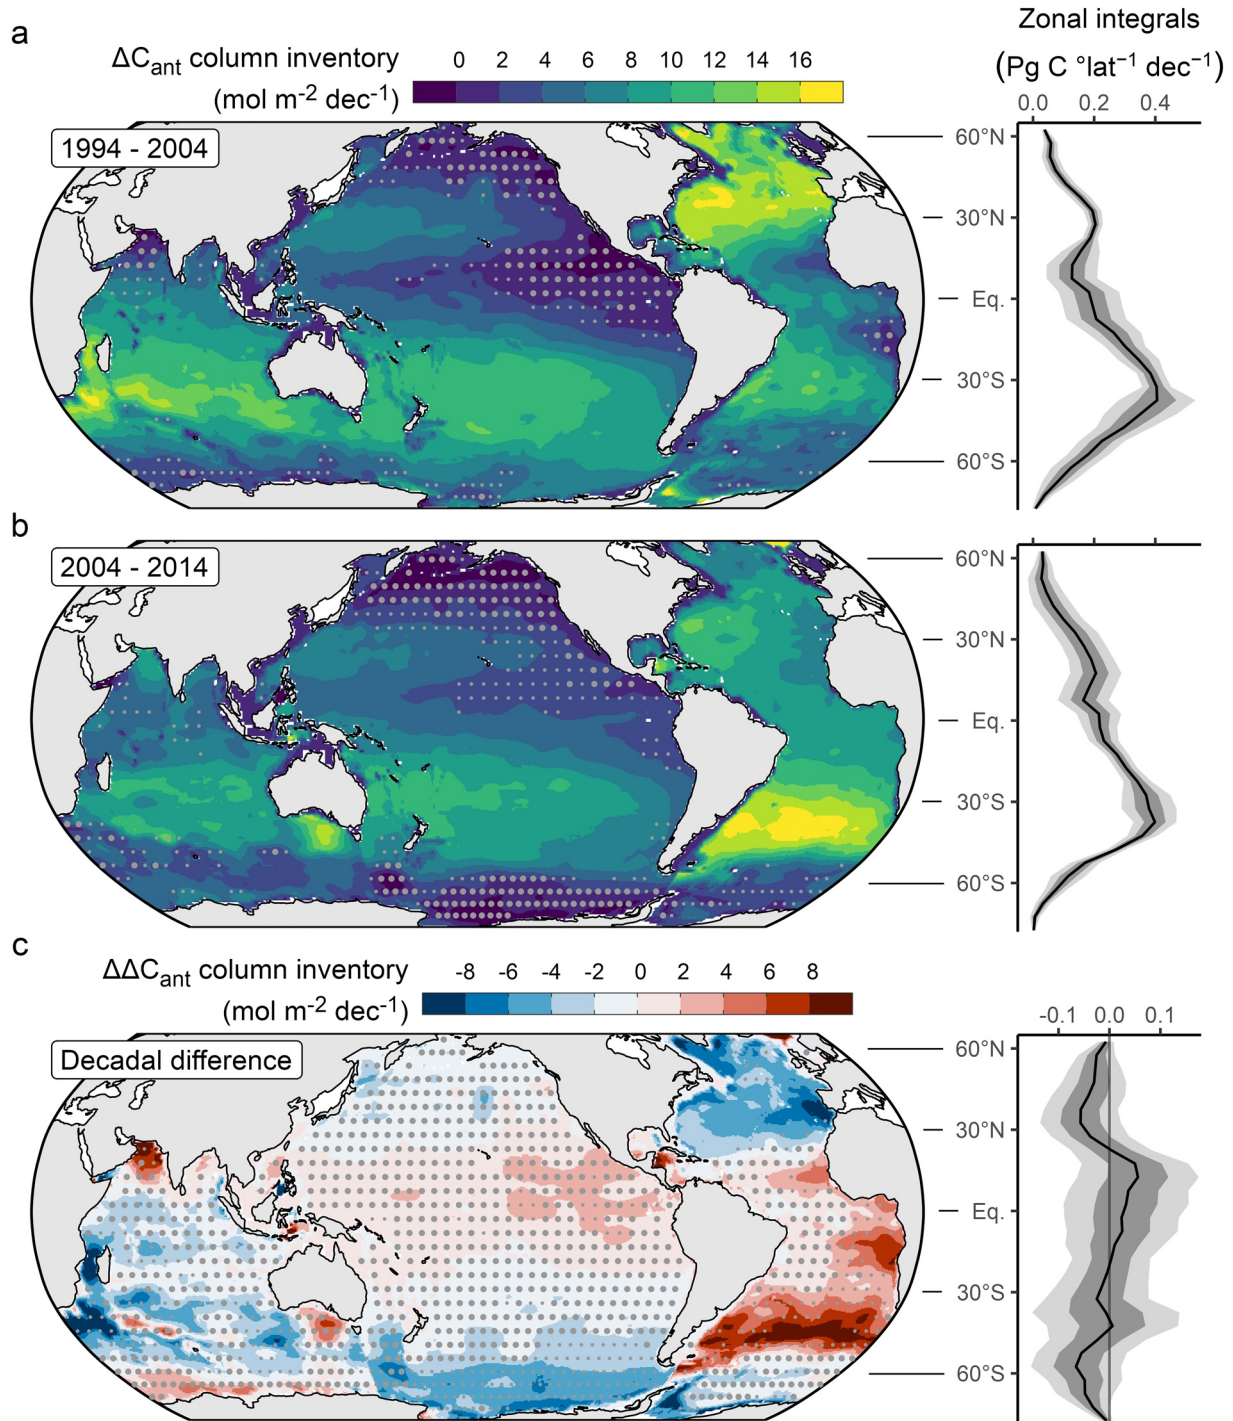 a
Zonal integrals
ΔCant column inventory
(mol m-2 dec-1)
0 2 4 6 8 10 12 14 16
(Pg C °lat−1 dec−1)
0.0 0.2 0.4
1994 - 2004
60°N
30°N
Eq.
30°S
60°S
b
2004 - 2014
60°N
30°N
Eq.
30°S
60°S
c
ΔΔCant column inventory
(mol m-2 dec-1)
-8 -6 -4 -2 0 2 4 6 8
-0.1 0.0 0.1
Decadal difference
60°N
30°N
Eq.
30°S
60°S